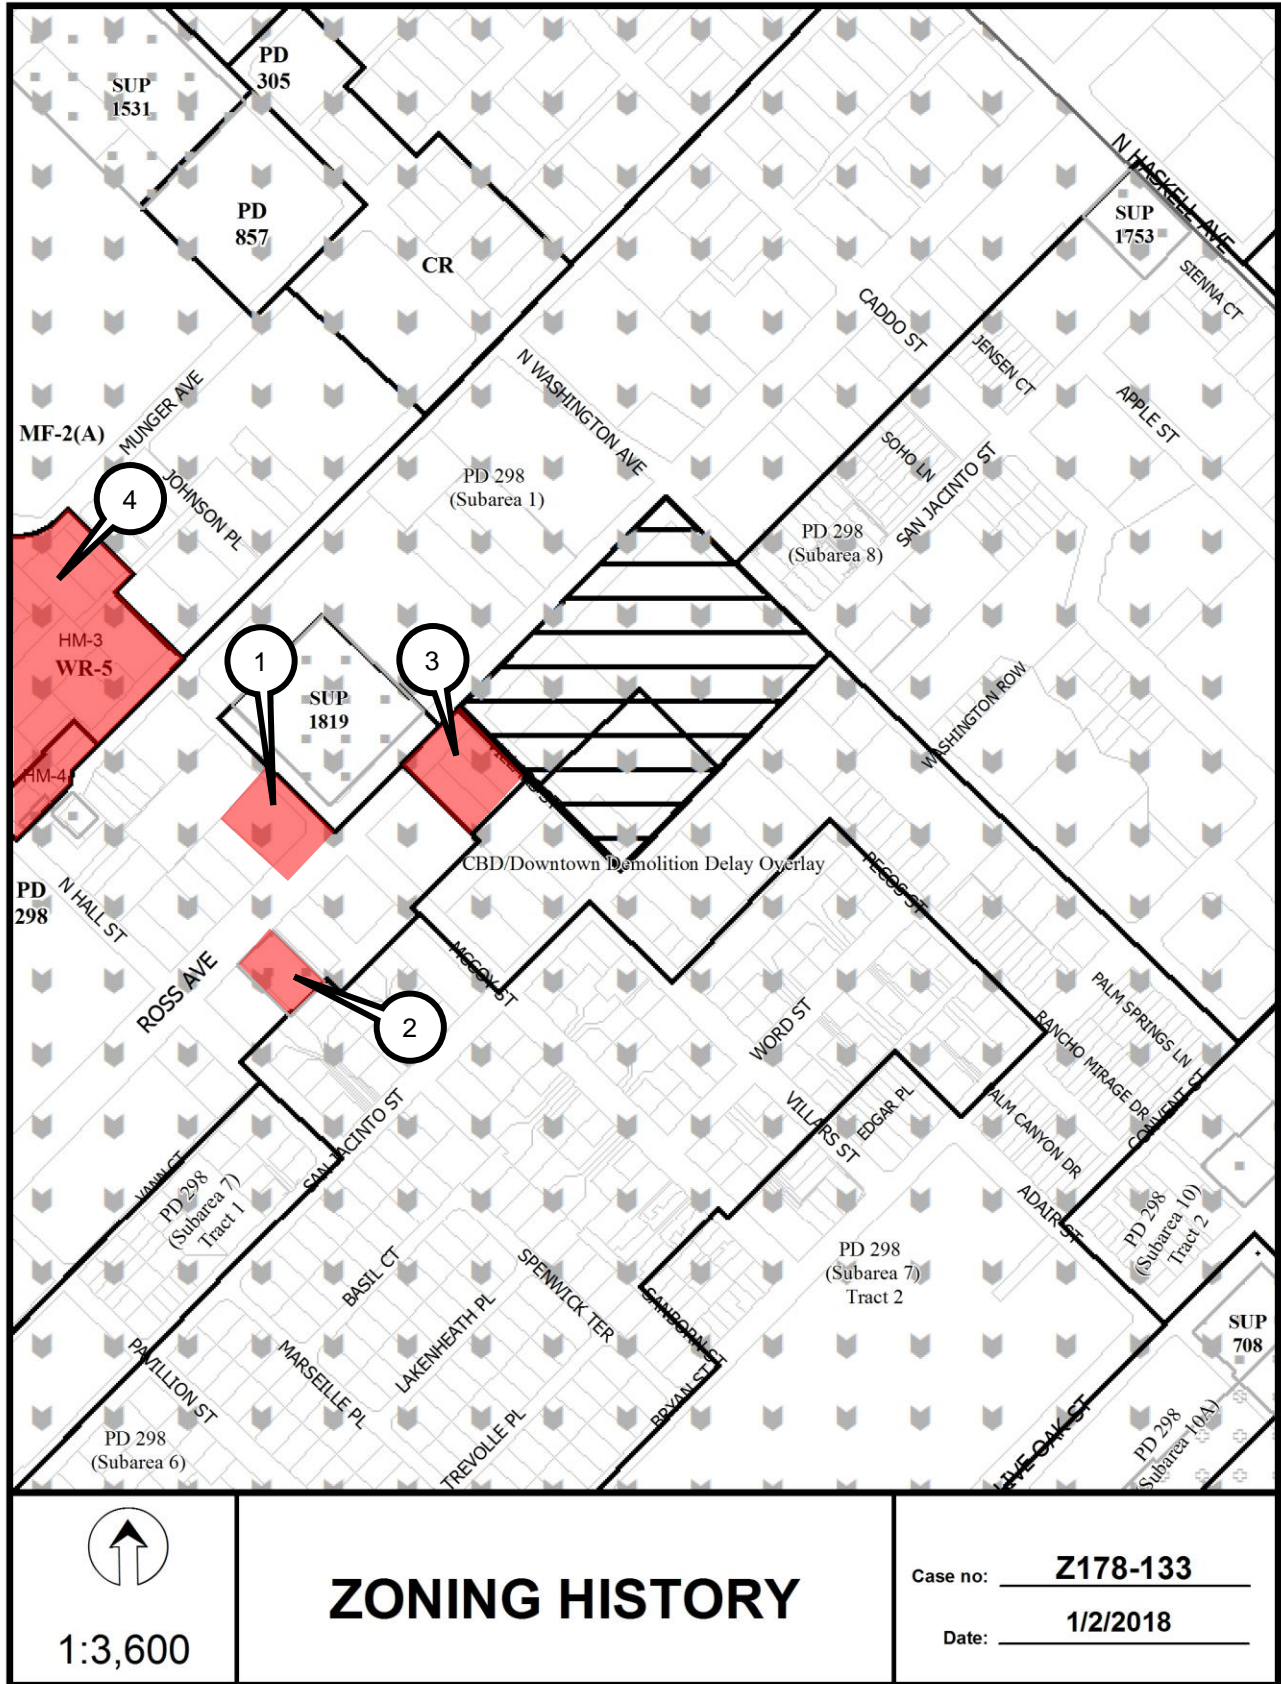 PD
305
SUP
1531
N HASKELL AVE
SUP
1753
PD
857
CR
SIENNA CT
CADDO ST
JENSEN CT
N WASHINGTON AVE
APPLE ST
MUNGER AVE
MF-2(A)
SOHO LN
SAN JACINTO ST
JOHNSON PL
PD 298
(Subarea 1)
4
PD 298
(Subarea 8)
HM-3
WR-5
1
3
SUP
1819
WASHINGTON ROW
HM-4
CBD/Downtown Demolition Delay Overlay
PECOS ST
PD
298
N HALL ST
ROSS AVE
MCCOY ST
2
WORD ST
PALM SPRINGS LN
RANCHO MIRAGE DR
CONVENT ST
VILLARS ST
EDGAR PL
PALM CANYON DR
SAN JACINTO ST
VANN CT
PD 298
(Subarea 7)
Tract 1
ADAIR ST
PD 298
(Subarea 10)
Tract 2
BASIL CT
SPENWICK TER
PD 298
(Subarea 7)
Tract 2
LAKENHEATH PL
SANBORN ST
SUP
708
PAVILLION ST
MARSEILLE PL
BRYAN ST
TREVOLLE PL
LIVE OAK ST
PD 298
(Subarea 10A)
PD 298
(Subarea 6)
1:3,600
ZONING HISTORY
Case no: Z178-133
Date: 1/2/2018